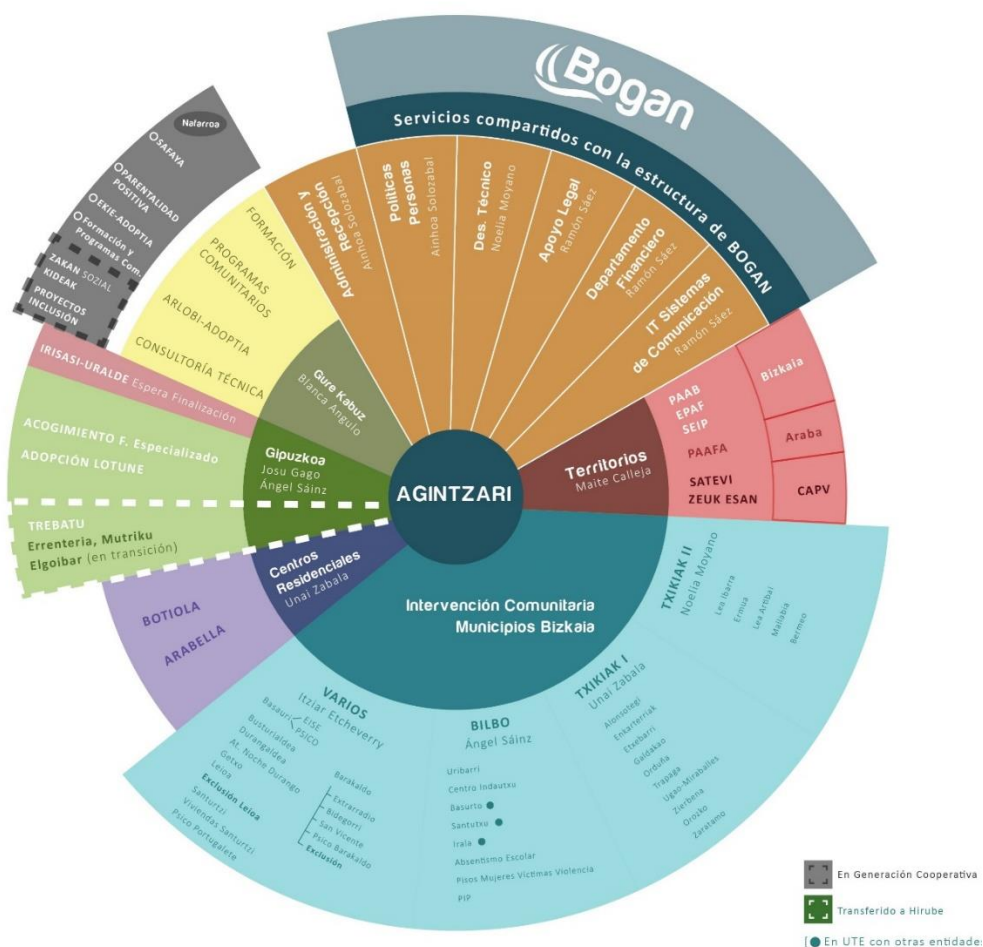 Bogan
Servicios compartidos con la estructura de BOGAN
Administración y
Recepción
Ainhoa Solozabal
Políticas
Personas
Ainhoa Solozabal
Des. Técnico
Noelia Moyano
Apoyo Legal
Ramón Sáez
Departamento
Financiero
Ramón Sáez
IT Sistemas
de Comunicación
Ramón Sáez
Nafarroa
SAFAYA
PARENTALIDAD
POSITIVA
EKIE-ADOPTIA
Formación y
Programas Com.
ZAKAN SOZIAL
KIDEAK
PROYECTOS
INCLUSIÓN
FORMACIÓN
PROGRAMAS
COMUNITARIOS
ARLOBI-ADOPTIA
CONSULTORÍA TÉCNICA
Gure Kabuz
Blanca Angulo
IRISASI-URALDE Espera Finalización
ACOGIMIENTO F. Especializado
ADOPCIÓN LOTUNE
Gipuzkoa
Josu Gago
Ángel Sáinz
TREBATU
Errenteria, Mutriku
Elgoibar (en transición)
Centros
Residenciales
Unai Zabala
BOTIOLA
ARABELLA
AGINTZARI
Territorios
Maite Calleja
PAAB
EPAF
SEIP
PAAFA
SATEVI
ZEUK ESAN
Bizkaia
Araba
CAPV
Intervención Comunitaria
Municipios Bizkaia
TXIKIAK II
Noelia Moyano
Lea Ibarra
Ermua
Lea Artibai
Mallabia
Bermeo
TXIKIAK I
Unai Zabala
Alonsotegi
Enkarterriak
Etxebarri
Galdakao
Orduña
Trapaga
Ugao-Miraballes
Zierbena
Orozko
Zaratamo
BILBO
Ángel Sáinz
Uribarri
Centro Indautxu
Basurto ●
Santutxu ●
Irala ●
Absentismo Escolar
Pisos Mujeres Víctimas Violencia
PIP
VARIOS
Itziar Etcheverry
Basauri
EISE
PSICO
Busturialdea
Durangaldea
At. Noche Durango
Getxo
Leioa
Exclusión Leioa
Santurtzi
Viviendas Santurtzi
Psico Portugalete
Barakaldo
Extrarradio
Bidegorri
San Vicente
Psico Barakaldo
Exclusión
En Generación Cooperativa
Transferido a Hirube
[● En UTE con otras entidades